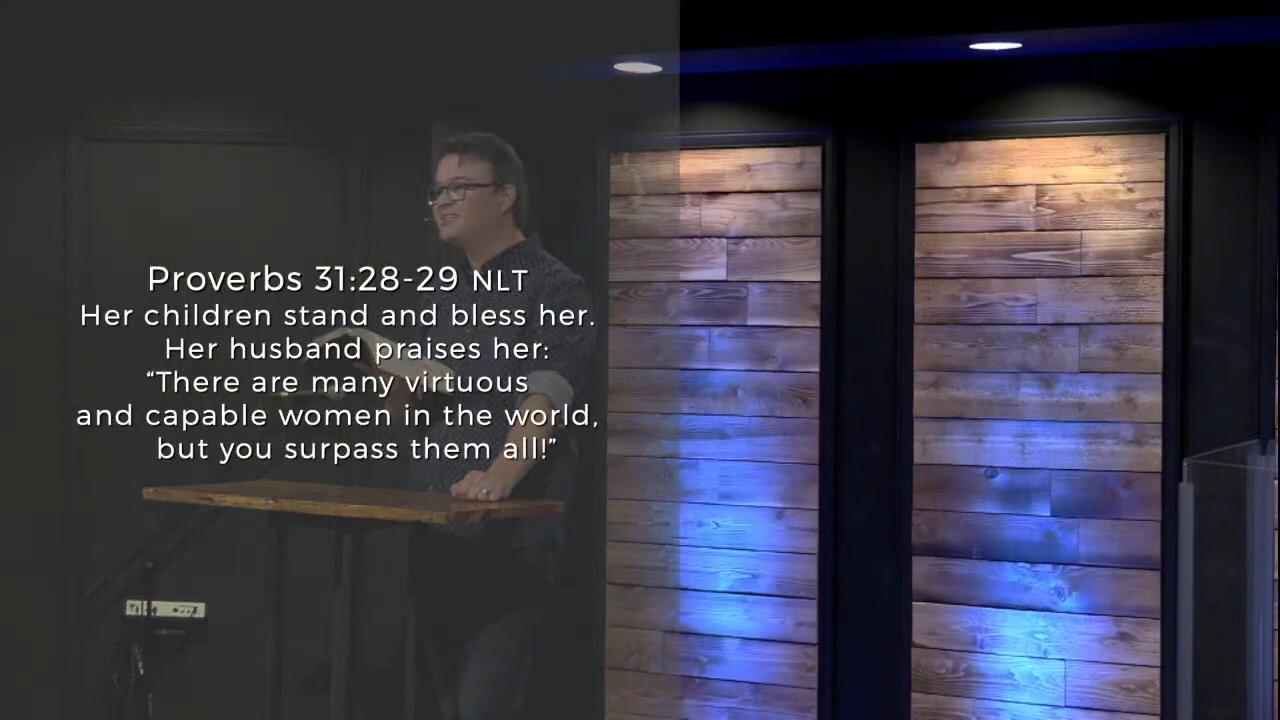 Proverbs 31:28-29 NLT
Her children stand and bless her.
Her husband praises her:
“There are many virtuous
and capable women in the world,
but you surpass them all!”